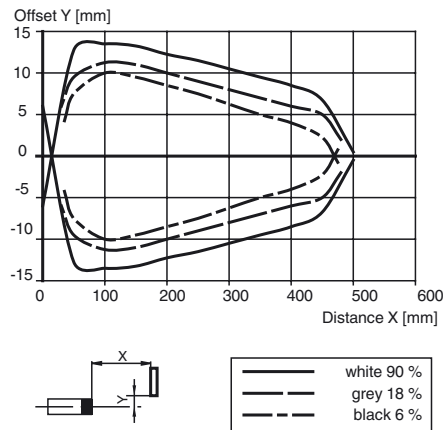 Offset Y [mm]
15
10
5
0
-5
-10
-15
0 100 200 300 400 500 600
Distance X [mm]
X
Y
white 90 %
grey 18 %
black 6 %